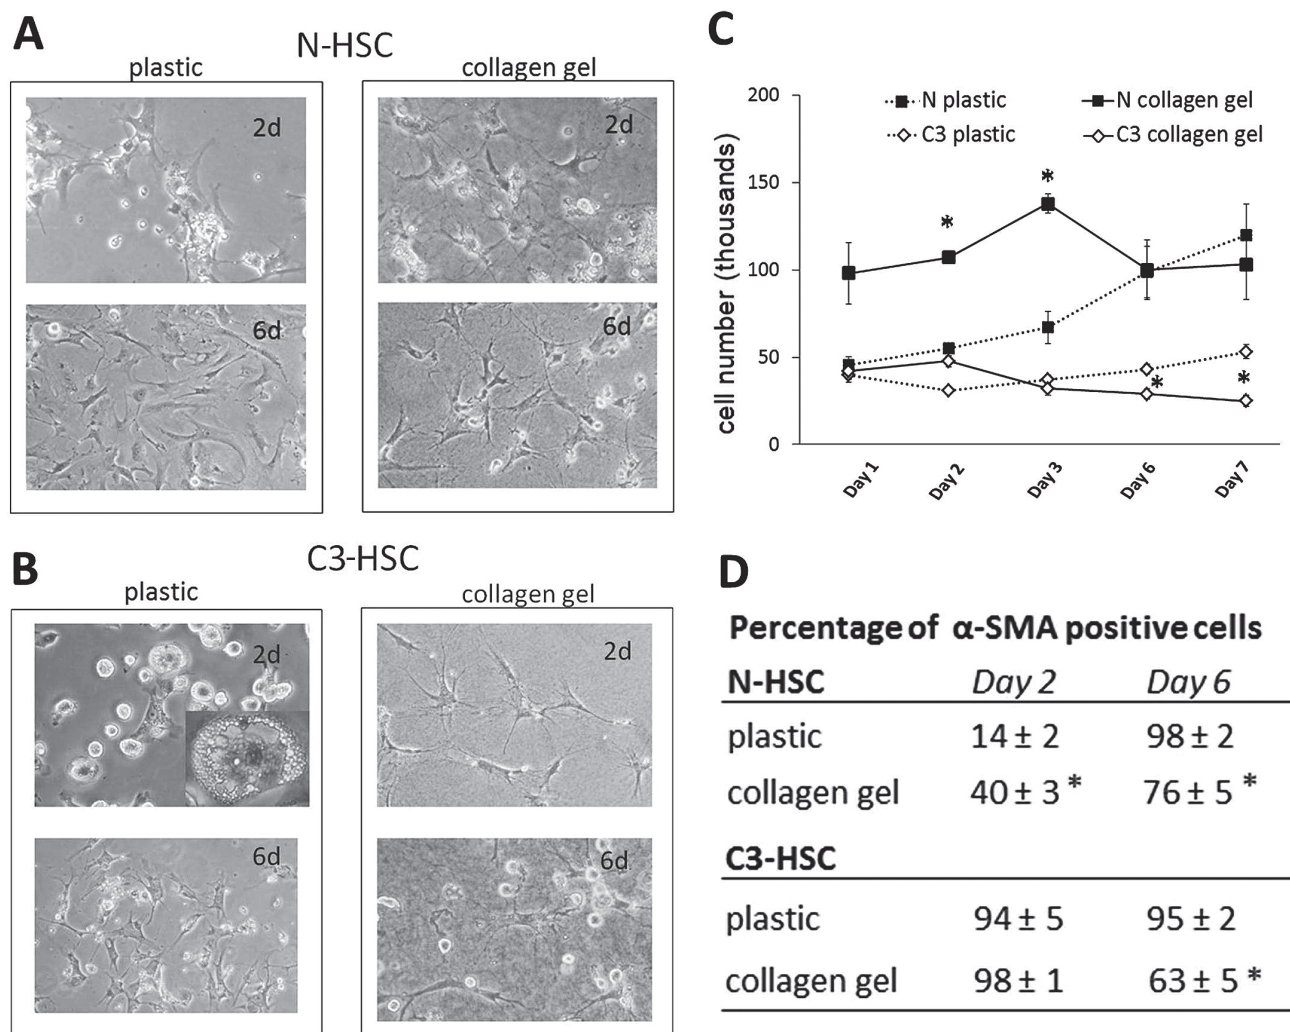 A
N-HSC
plastic
collagen gel
2d
2d
6d
6d
B
C3-HSC
plastic
collagen gel
2d
2d
6d
6d
C
N plastic
N collagen gel
C3 plastic
C3 collagen gel
cell number (thousands)
200
150
100
50
0
*
*
*
*
Day 1
Day 2
Day 3
Day 6
Day 7
D
Percentage of α-SMA positive cells
N-HSC Day 2 Day 6
plastic 14 ± 2 98 ± 2
collagen gel 40 ± 3 * 76 ± 5 *
C3-HSC
plastic 94 ± 5 95 ± 2
collagen gel 98 ± 1 63 ± 5 *